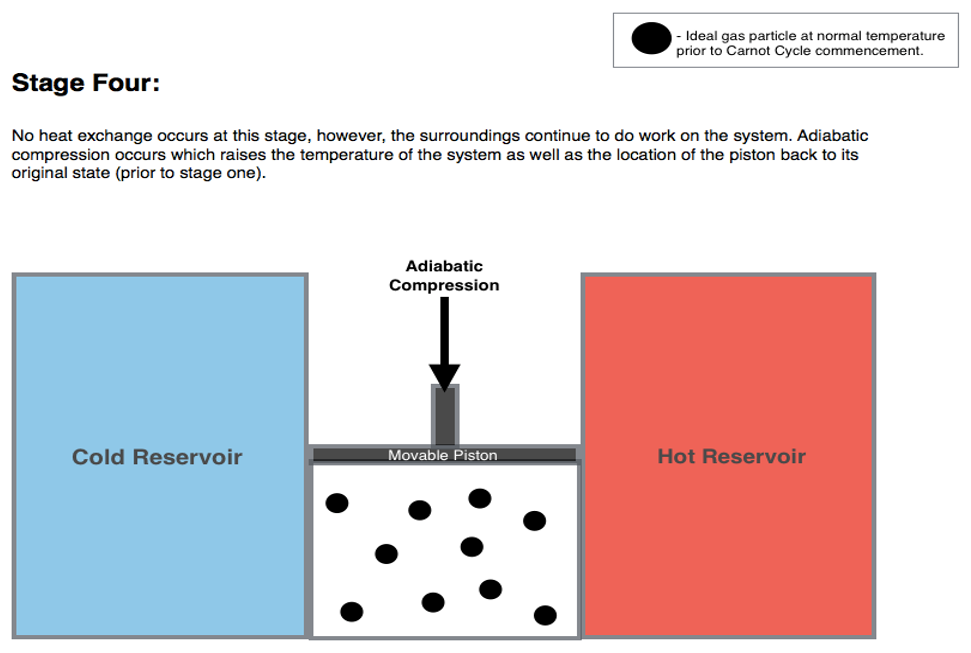 - Ideal gas particle at normal temperature
prior to Carnot Cycle commencement.
Stage Four:
No heat exchange occurs at this stage, however, the surroundings continue to do work on the system. Adiabatic
compression occurs which raises the temperature of the system as well as the location of the piston back to its
original state (prior to stage one).
Adiabatic
Compression
Cold Reservoir
Movable Piston
Hot Reservoir